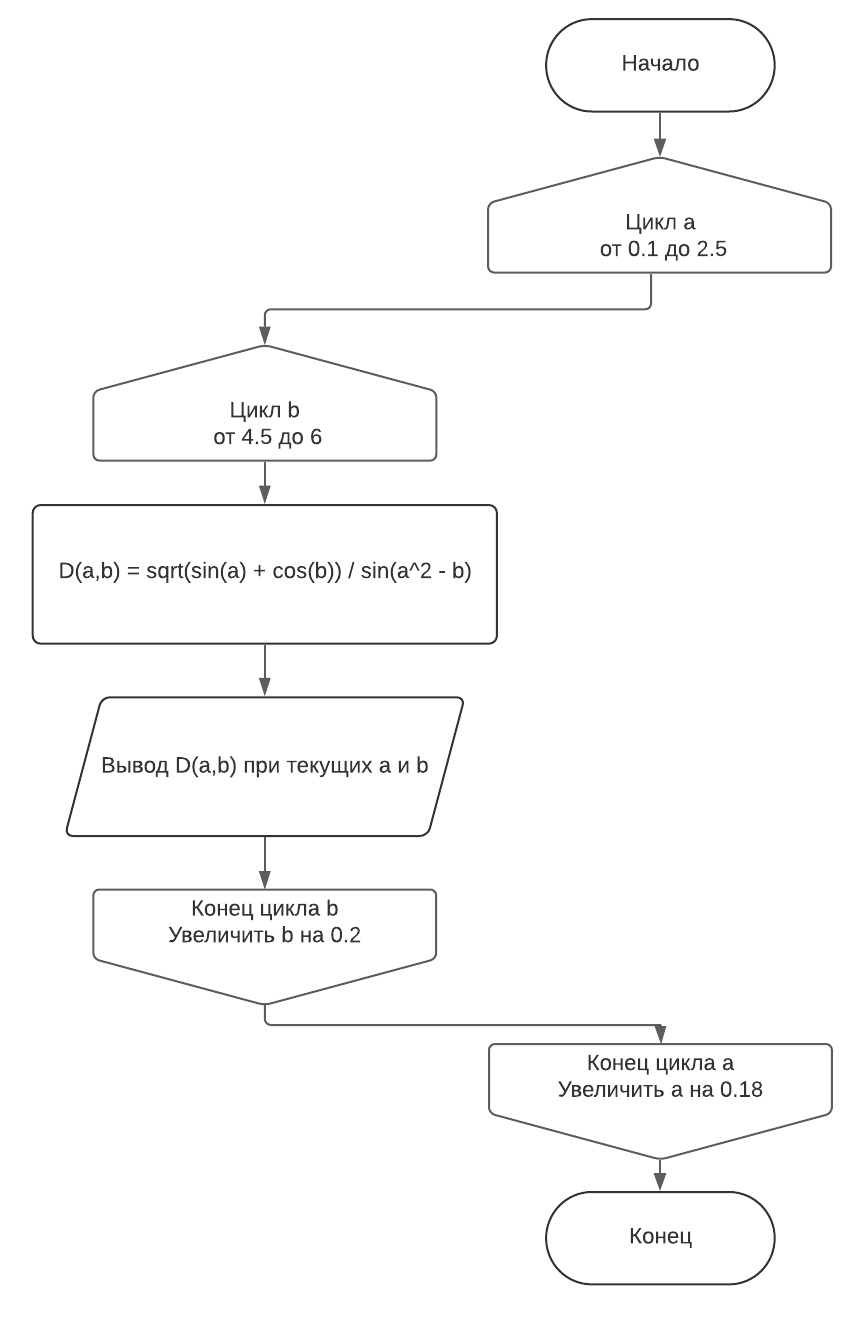 Начало
Цикл a
от 0.1 до 2.5
Цикл b
от 4.5 до 6
D(a,b) = sqrt(sin(a) + cos(b)) / sin(a^2 - b)
Вывод D(a,b) при текущих a и b
Конец цикла b
Увеличить b на 0.2
Конец цикла a
Увеличить a на 0.18
Конец